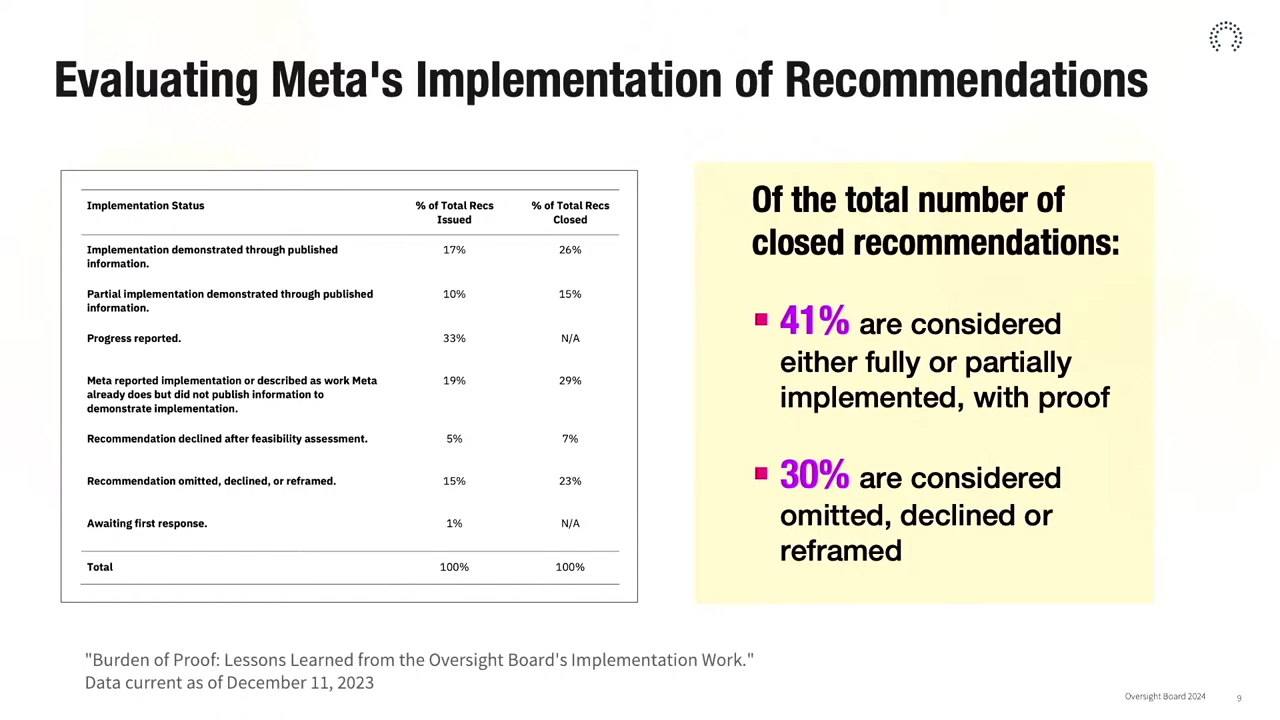 Evaluating Meta's Implementation of Recommendations
Implementation Status % of Total Recs Issued % of Total Recs Closed
Implementation demonstrated through published
information. 17% 26%
Partial implementation demonstrated through published
information. 10% 15%
Progress reported. 33% N/A
Meta reported implementation or described as work Meta
already does but did not publish information to
demonstrate implementation. 19% 29%
Recommendation declined after feasibility assessment. 5% 7%
Recommendation omitted, declined, or reframed. 15% 23%
Awaiting first response. 1% N/A
Total 100% 100%
Of the total number of
closed recommendations:
41% are considered
either fully or partially
implemented, with proof
30% are considered
omitted, declined or
reframed
"Burden of Proof: Lessons Learned from the Oversight Board's Implementation Work."
Data current as of December 11, 2023
Oversight Board 2024 9